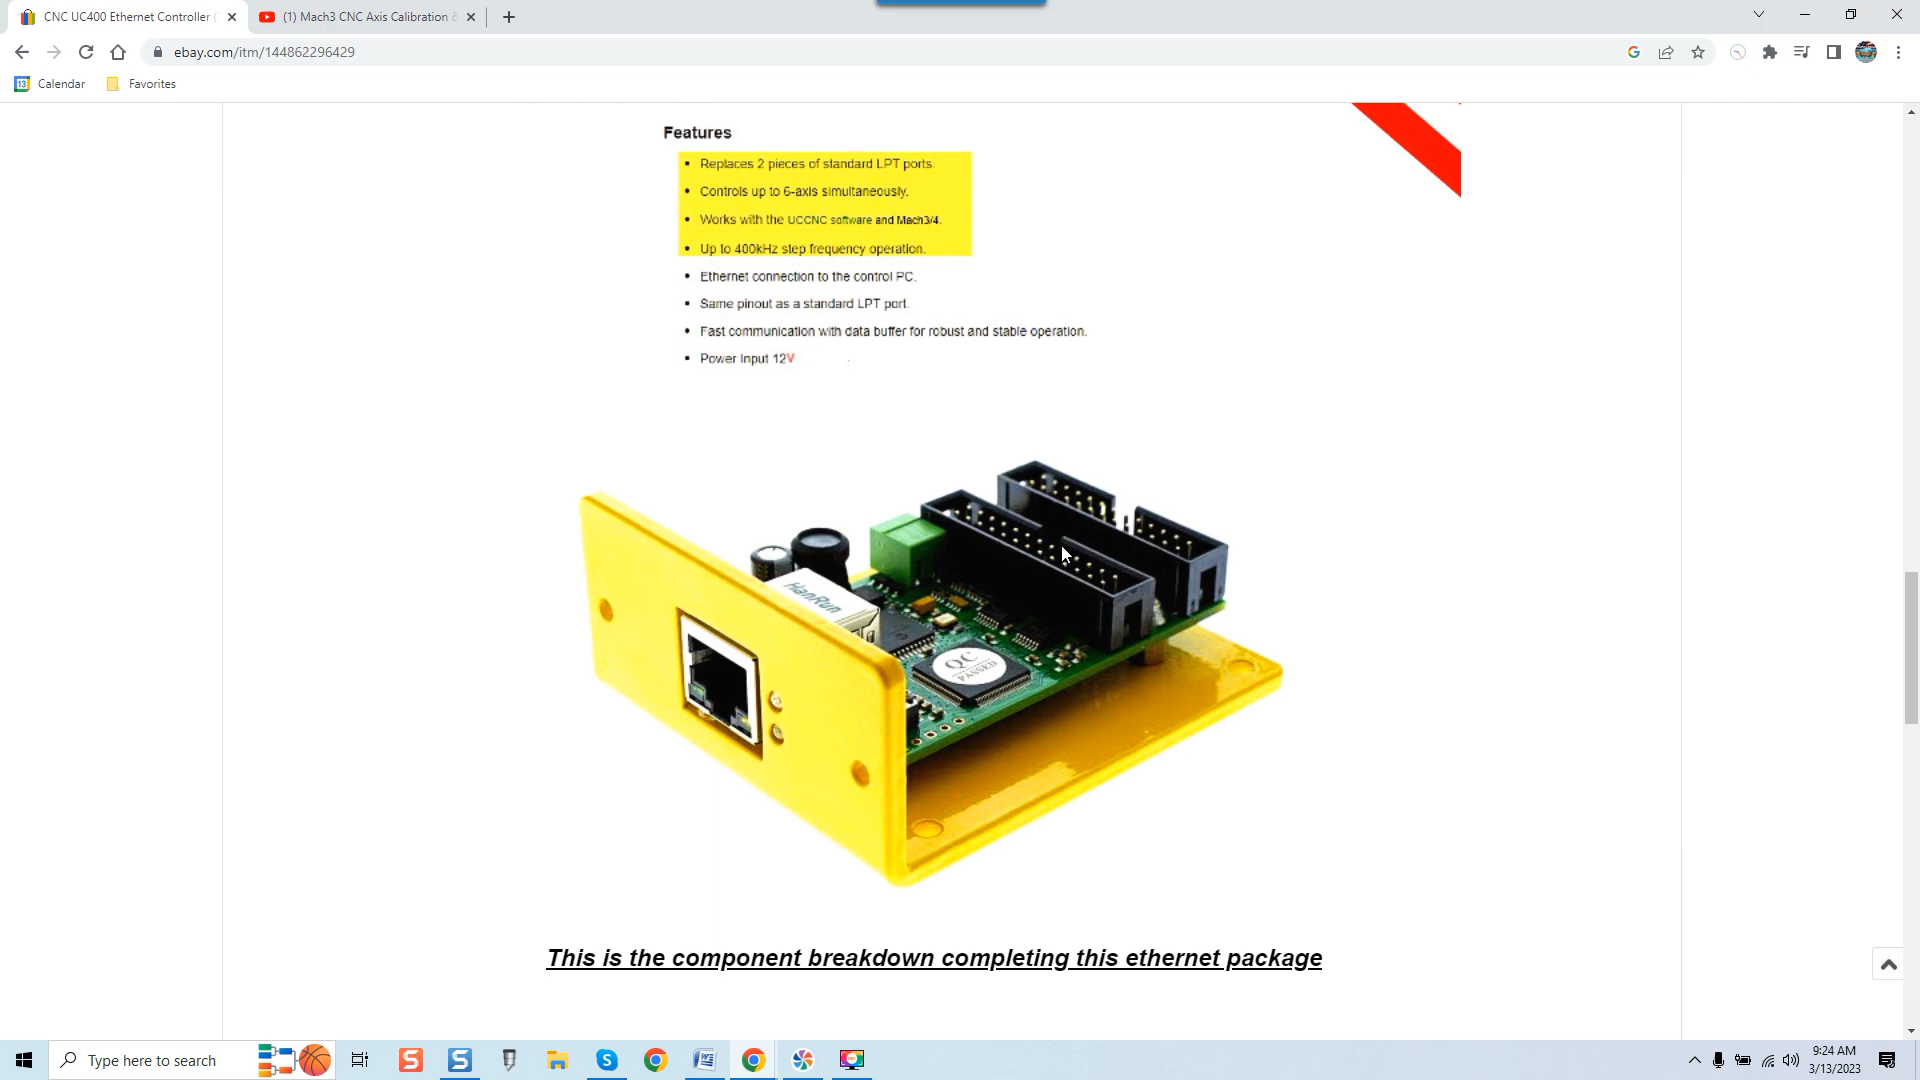 CNC UC400 Ethernet Controller (
(1) Mach3 CNC Axis Calibration &
ebay.com/itm/144862296429
Calendar
Favorites
Features
Replaces 2 pieces of standard LPT ports.
Controls up to 6-axis simultaneously.
Works with the UCCNC software and Mach3/4.
Up to 400kHz step frequency operation.
Ethernet connection to the control PC.
Same pinout as a standard LPT port.
Fast communication with data buffer for robust and stable operation.
Power Input 12V
HanRun
QC
PASSED
This is the component breakdown completing this ethernet package
Type here to search
9:24 AM
3/13/2023